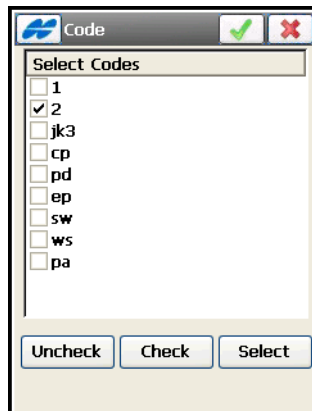 Code
Select Codes
1
2
jk3
cp
pd
ep
sw
ws
pa
Uncheck Check Select